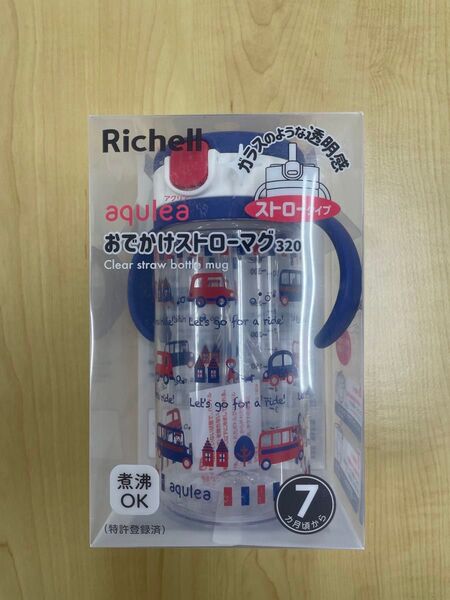 Richell
ガラスのような透明感
アクリア
aqulea
ストロータイプ
おでかけストローマグ320
Clear straw bottle mug
Let's go for a ride!
Let's go for a ride!
ride!
煮沸
OK
(特許登録済)
aqulea
7
カ月頃から